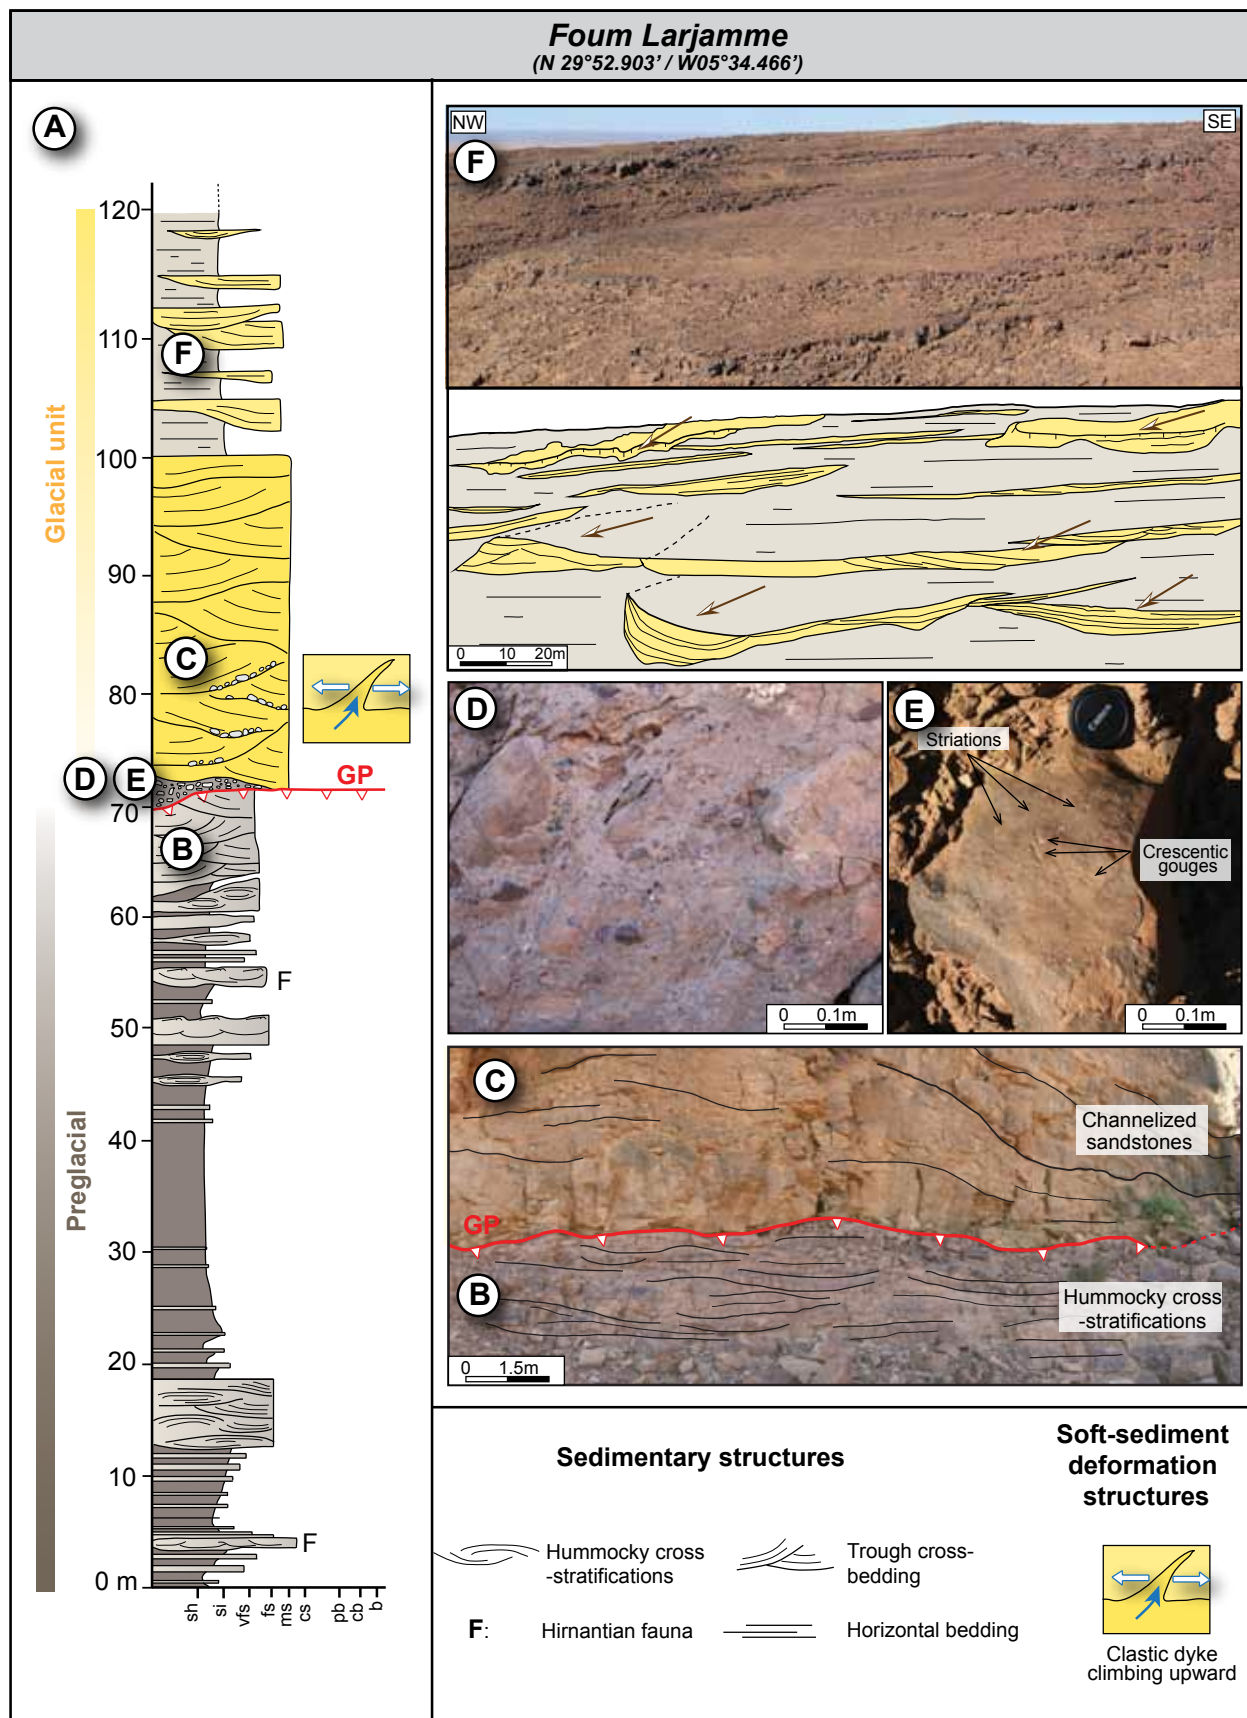 Foum Larjamme
(N 29°52.903' / W05°34.466')
A
120
110
100
90
80
70
60
50
40
30
20
10
0 m
Glacial unit
Preglacial
F
C
D
E
B
GP
F
F
sh
si
vfs
fs
ms
cs
pb
cb
b
NW
SE
F
0 10 20m
D
0 0.1m
E
Striations
Crescentic
gouges
Canon
0 0.1m
C
Channelized
sandstones
GP
B
Hummocky cross
-stratifications
0 1.5m
Sedimentary structures
Hummocky cross
-stratifications
Trough cross-
bedding
F: Hirnantian fauna
Horizontal bedding
Soft-sediment
deformation
structures
Clastic dyke
climbing upward